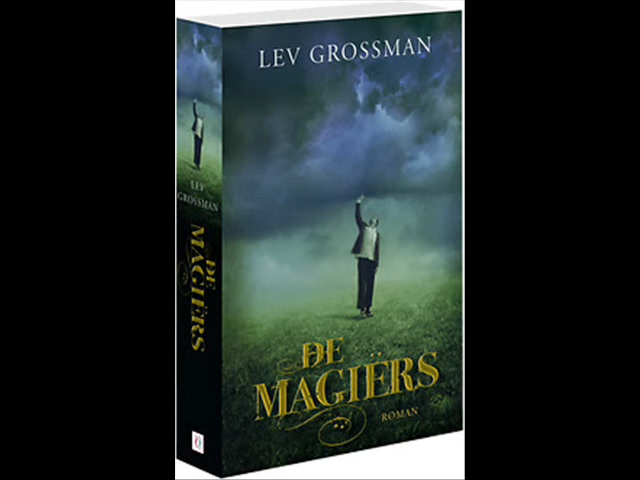 LEV GROSSMAN
DE
MAGIËRS
ROMAN
LEV
GROSSMAN
DE
MAGIËRS